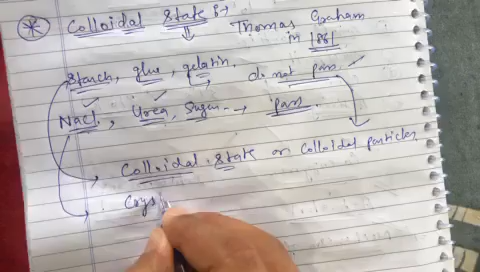 Colloidal State by Thomas Graham
in 1861
Starch, glue, gelatin. do not pass.
NaCl, Urea, Sugar → pass.
Colloidal state or Colloidal particles
Crys